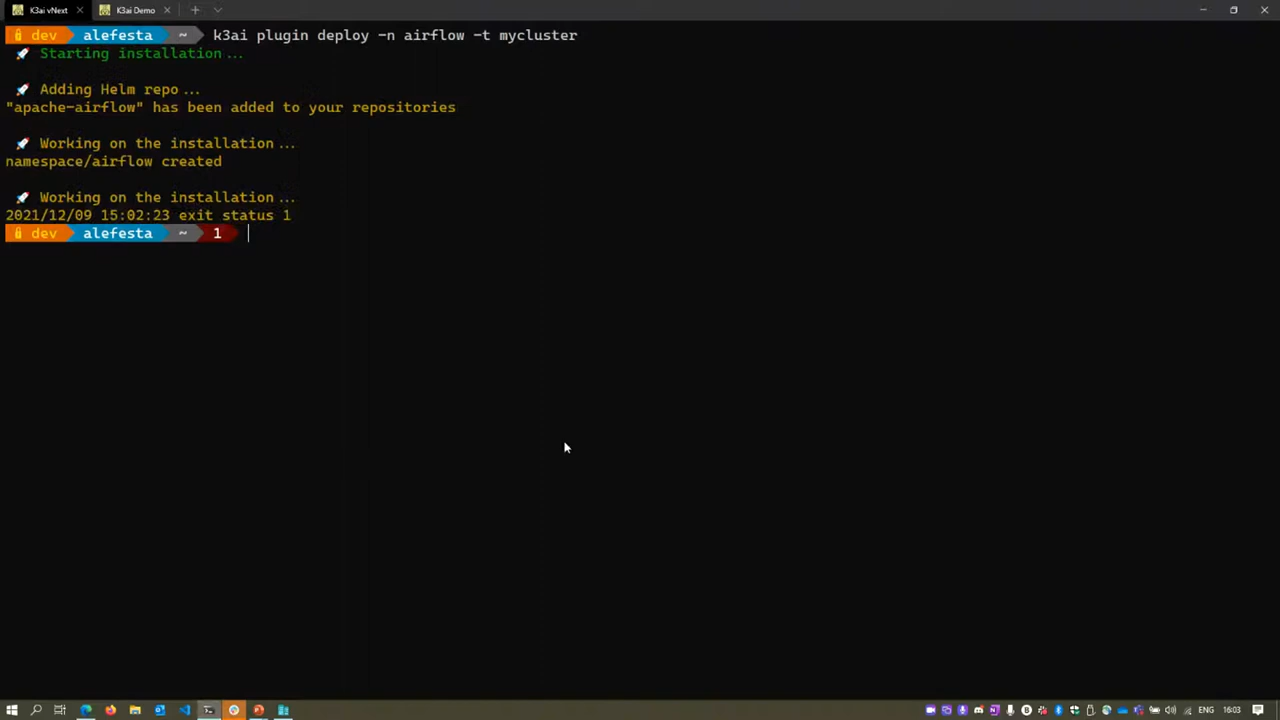 K3ai vNext
K3ai Demo
dev alefesta ~ k3ai plugin deploy -n airflow -t mycluster
Starting installation...
Adding Helm repo...
"apache-airflow" has been added to your repositories
Working on the installation...
namespace/airflow created
Working on the installation...
2021/12/09 15:02:23 exit status 1
dev alefesta ~ 1
ENG 16:03